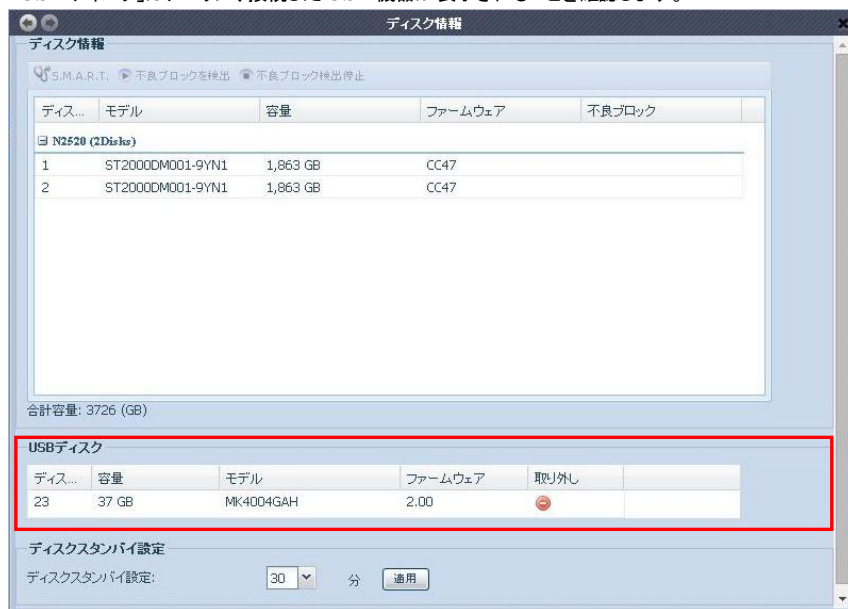 ディスク情報
ディスク情報
S.M.A.R.T. 不良ブロックを検出 不良ブロック検出停止
ディス... モデル 容量 ファームウェア 不良ブロック
N2520 (2Disks)
1 ST2000DM001-9YN1 1,863 GB CC47
2 ST2000DM001-9YN1 1,863 GB CC47
合計容量: 3726 (GB)
USBディスク
ディス... 容量 モデル ファームウェア 取り外し
23 37 GB MK4004GAH 2.00
ディスクスタンバイ設定
ディスクスタンバイ設定: 30 分 適用